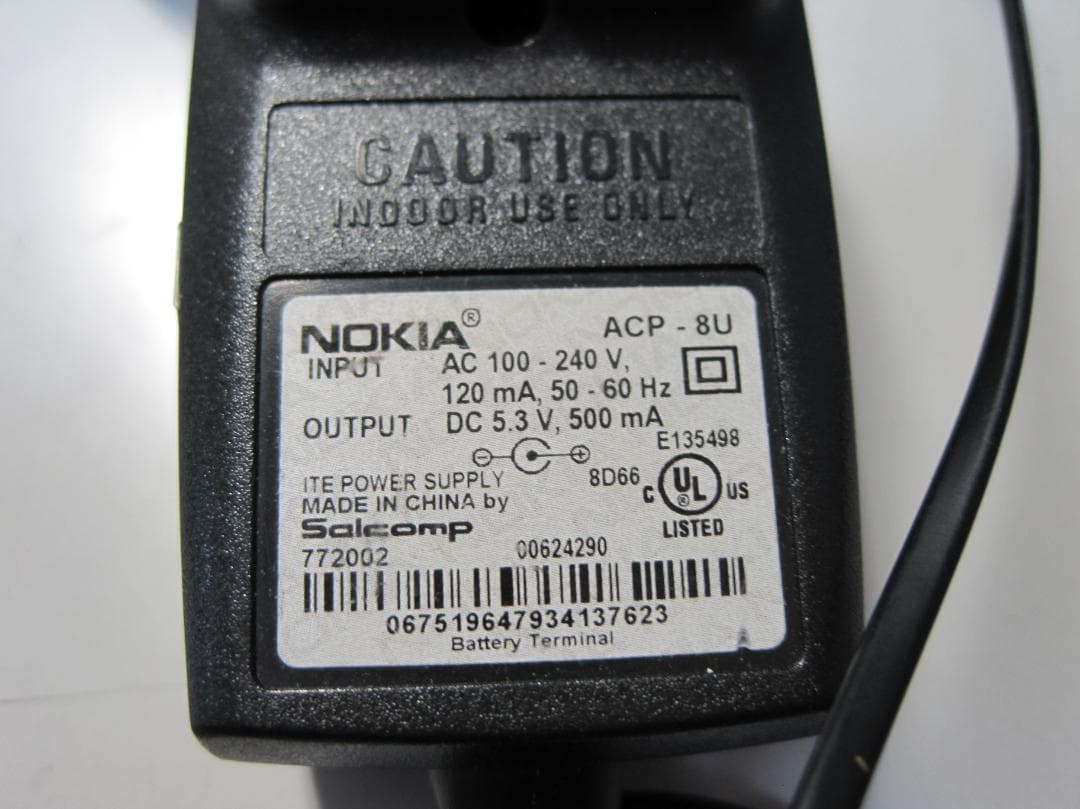 CAUTION
INDOOR USE ONLY
NOKIA® ACP - 8U
INPUT AC 100 - 240 V,
120 mA, 50 - 60 Hz
OUTPUT DC 5.3 V, 500 mA
E135498
ITE POWER SUPPLY 8D66
C UL® US
MADE IN CHINA by
Salcomp LISTED
772002 00624290
067519647934137623
Battery Terminal